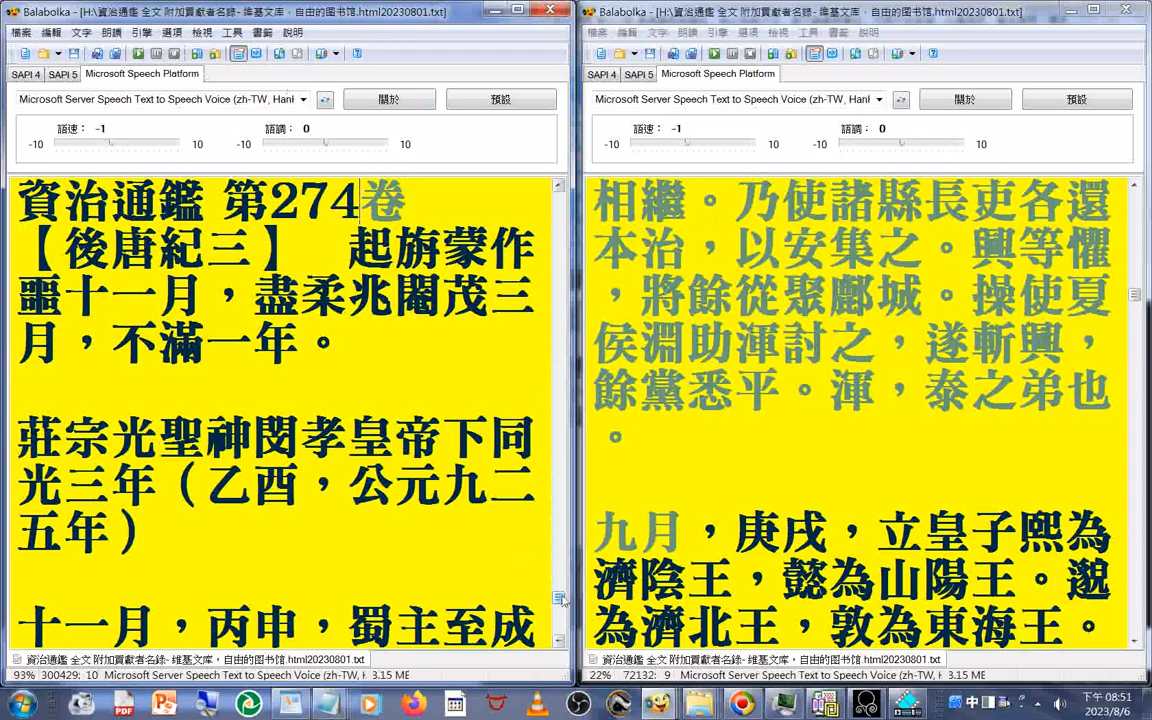 Balabolka - [H:\資治通鑑 全文 附加貢獻者名錄- 維基文库，自由的图书馆.html20230801.txt]
檔案 編輯 文字 朗讀 引擎 選項 檢視 工具 書籤 說明
SAPI 4 SAPI 5 Microsoft Speech Platform
Microsoft Server Speech Text to Speech Voice (zh-TW, Hanl
關於 預設
語速： -1 語調： 0
-10 10 -10 10
資治通鑑 第274卷
【後唐紀三】 起旃蒙作
噩十一月，盡柔兆閹茂三
月，不滿一年。
莊宗光聖神閔孝皇帝下同
光三年（乙酉，公元九二
五年）
十一月，丙申，蜀主至成
資治通鑑 全文 附加貢獻者名錄- 維基文库，自由的图书馆.html20230801.txt
93% 300429: 10 Microsoft Server Speech Text to Speech Voice (zh-TW, H 3.15 ME
Balabolka - [H:\資治通鑑 全文 附加貢獻者名錄- 維基文库，自由的图书馆.html20230801.txt]
檔案 編輯 文字 朗讀 引擎 選項 檢視 工具 書籤 說明
SAPI 4 SAPI 5 Microsoft Speech Platform
Microsoft Server Speech Text to Speech Voice (zh-TW, Hanl
關於 預設
語速： -1 語調： 0
-10 10 -10 10
相繼。乃使諸縣長吏各還
本治，以安集之。興等懼
，將餘從聚鄺城。操使夏
侯淵助渾討之，遂斬興，
餘黨悉平。渾，泰之弟也
。
九月，庚戌，立皇子熙為
濟陰王，懿為山陽王。邈
為濟北王，敦為東海王。
資治通鑑 全文 附加貢獻者名錄- 維基文库，自由的图书馆.html20230801.txt
22% 72132: 9 Microsoft Server Speech Text to Speech Voice (zh-TW, H 3.15 ME
中
下午 08:51
2023/8/6